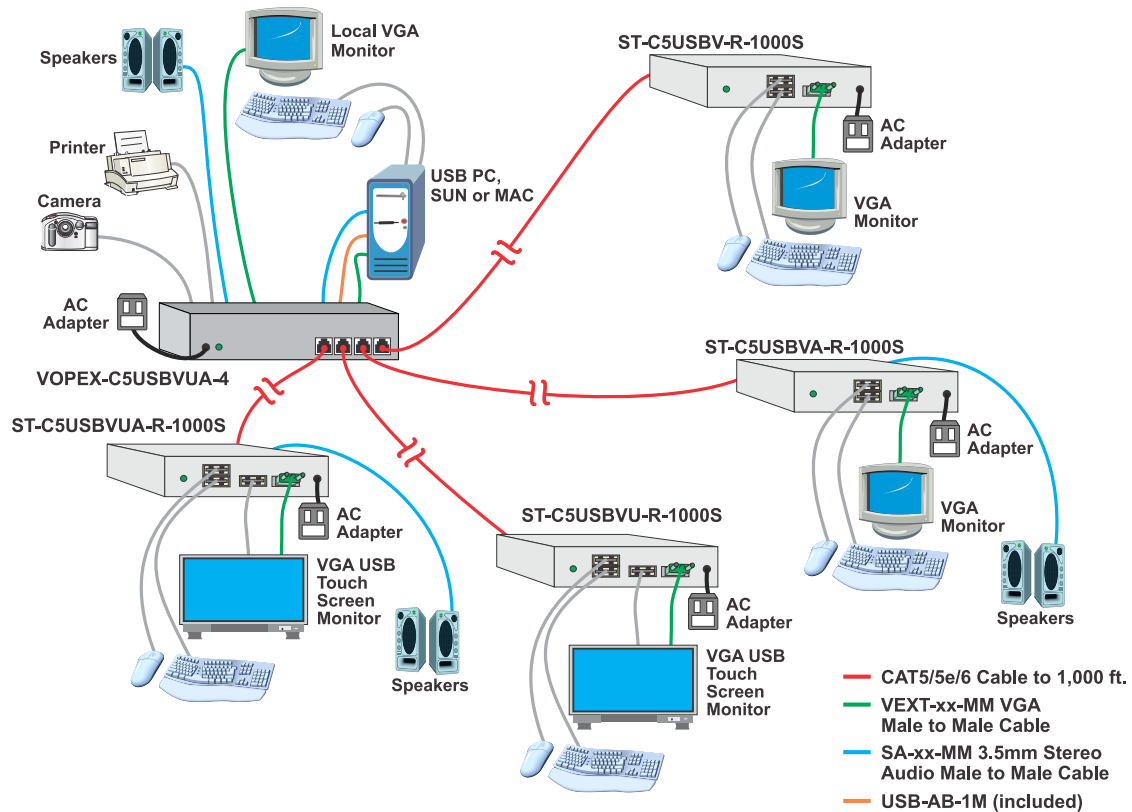 Speakers
Local VGA
Monitor
Printer
Camera
USB PC,
SUN or MAC
AC
Adapter
VOPEX-C5USBVUA-4
ST-C5USBV-R-1000S
AC
Adapter
VGA
Monitor
ST-C5USBVA-R-1000S
AC
Adapter
VGA
Monitor
Speakers
ST-C5USBVUA-R-1000S
AC
Adapter
VGA USB
Touch
Screen
Monitor
Speakers
ST-C5USBVU-R-1000S
AC
Adapter
VGA USB
Touch
Screen
Monitor
CAT5/5e/6 Cable to 1,000 ft.
VEXT-xx-MM VGA
Male to Male Cable
SA-xx-MM 3.5mm Stereo
Audio Male to Male Cable
USB-AB-1M (included)